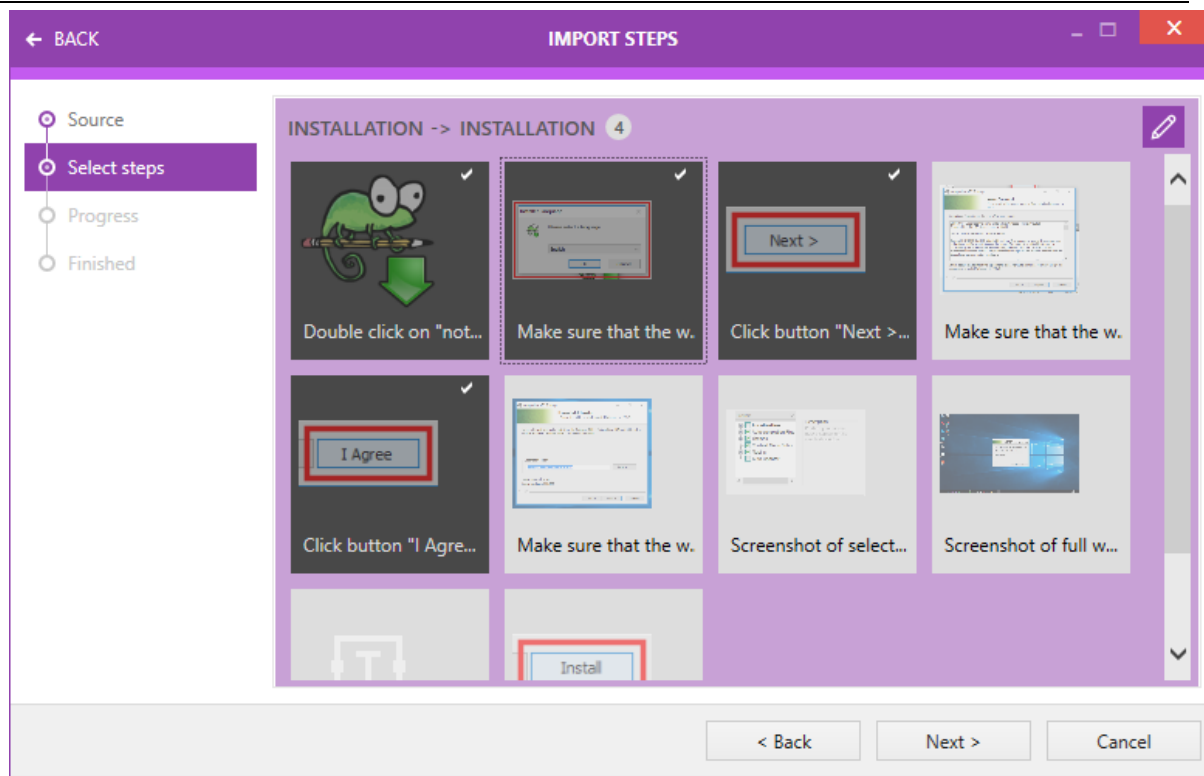 BACK
IMPORT STEPS
Source
Select steps
Progress
Finished
INSTALLATION -> INSTALLATION 4
Next >
Double click on "not...
Make sure that the w..
Click button "Next >...
Make sure that the w..
I Agree
Click button "I Agre...
Make sure that the w..
Screenshot of select...
Screenshot of full w...
T
Install
< Back
Next >
Cancel